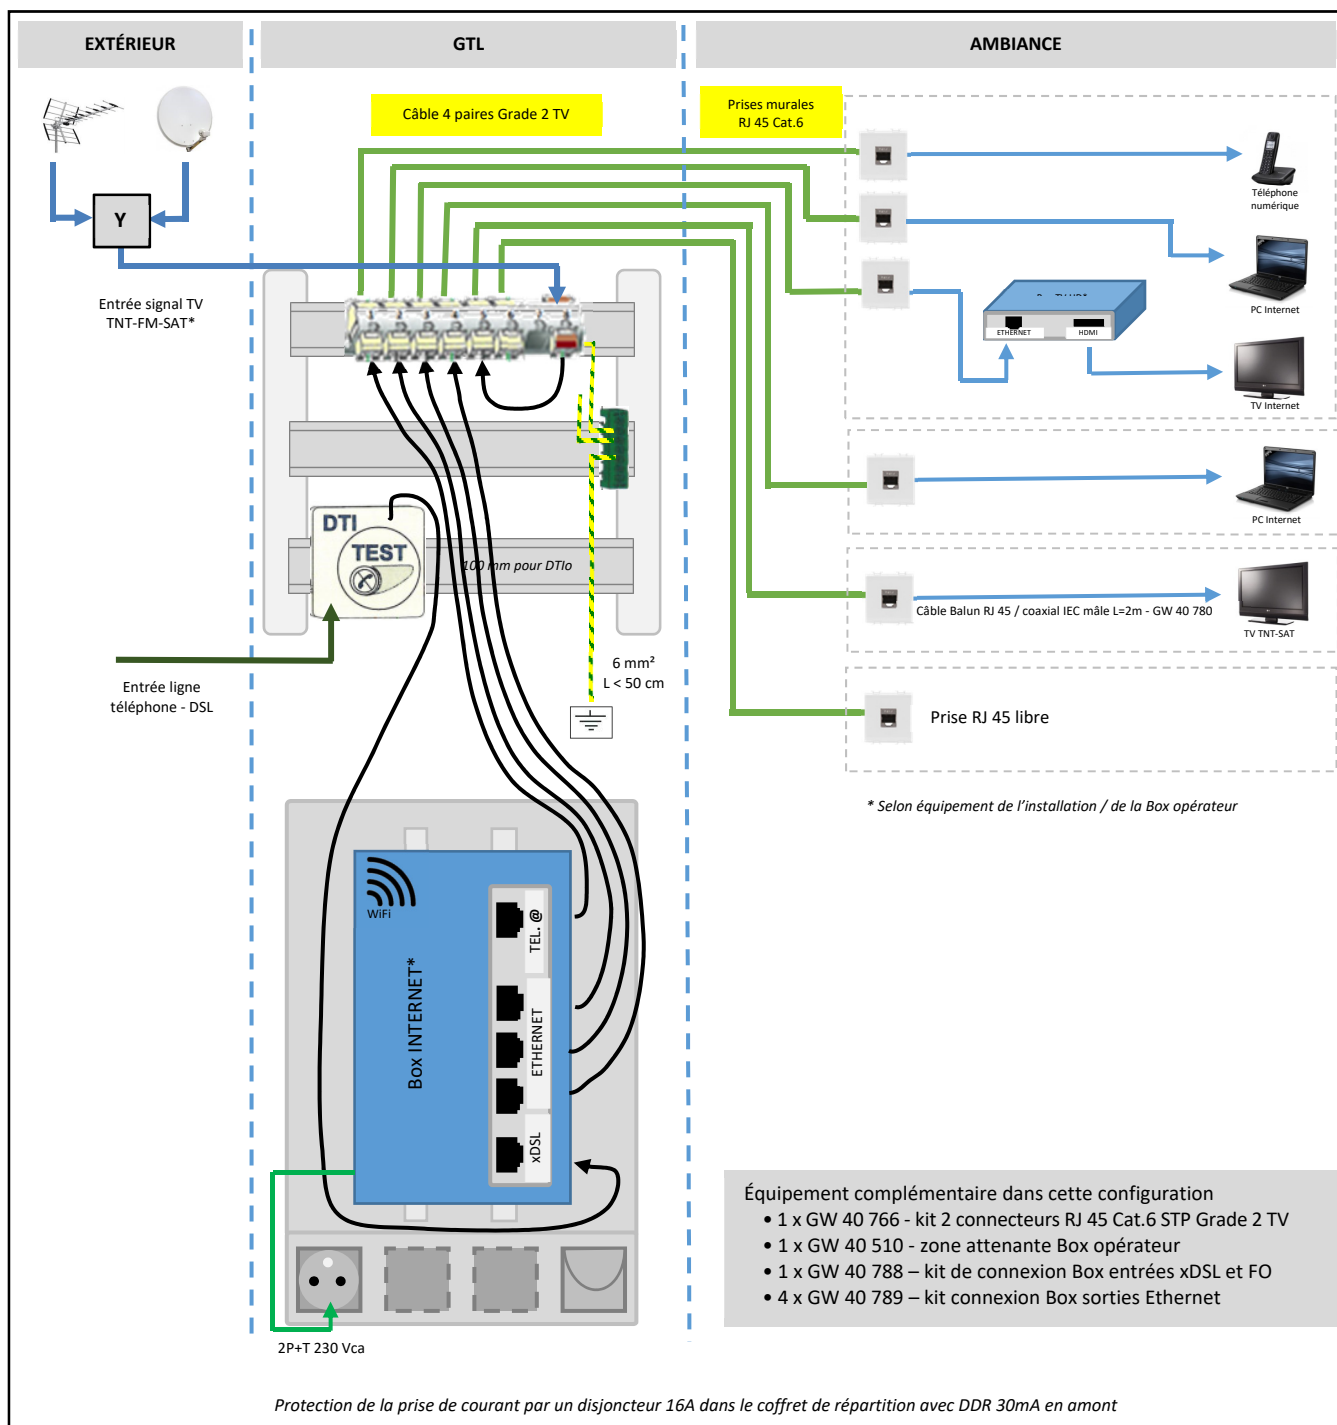 EXTÉRIEUR
GTL
AMBIANCE
Câble 4 paires Grade 2 TV
Prises murales
RJ 45 Cat.6
Téléphone
numérique
Y
PC Internet
Entrée signal TV
TNT-FM-SAT*
ETHERNET
HDMI
TV Internet
PC Internet
DTI
TEST
100 mm pour DTIo
Câble Balun RJ 45 / coaxial IEC mâle L=2m - GW 40 780
TV TNT-SAT
6 mm²
L < 50 cm
Entrée ligne
téléphone - DSL
Prise RJ 45 libre
* Selon équipement de l'installation / de la Box opérateur
WiFi
Box INTERNET*
TEL. @
ETHERNET
xDSL
Équipement complémentaire dans cette configuration
• 1 x GW 40 766 - kit 2 connecteurs RJ 45 Cat.6 STP Grade 2 TV
• 1 x GW 40 510 - zone attenante Box opérateur
• 1 x GW 40 788 – kit de connexion Box entrées xDSL et FO
• 4 x GW 40 789 – kit connexion Box sorties Ethernet
2P+T 230 Vca
Protection de la prise de courant par un disjoncteur 16A dans le coffret de répartition avec DDR 30mA en amont